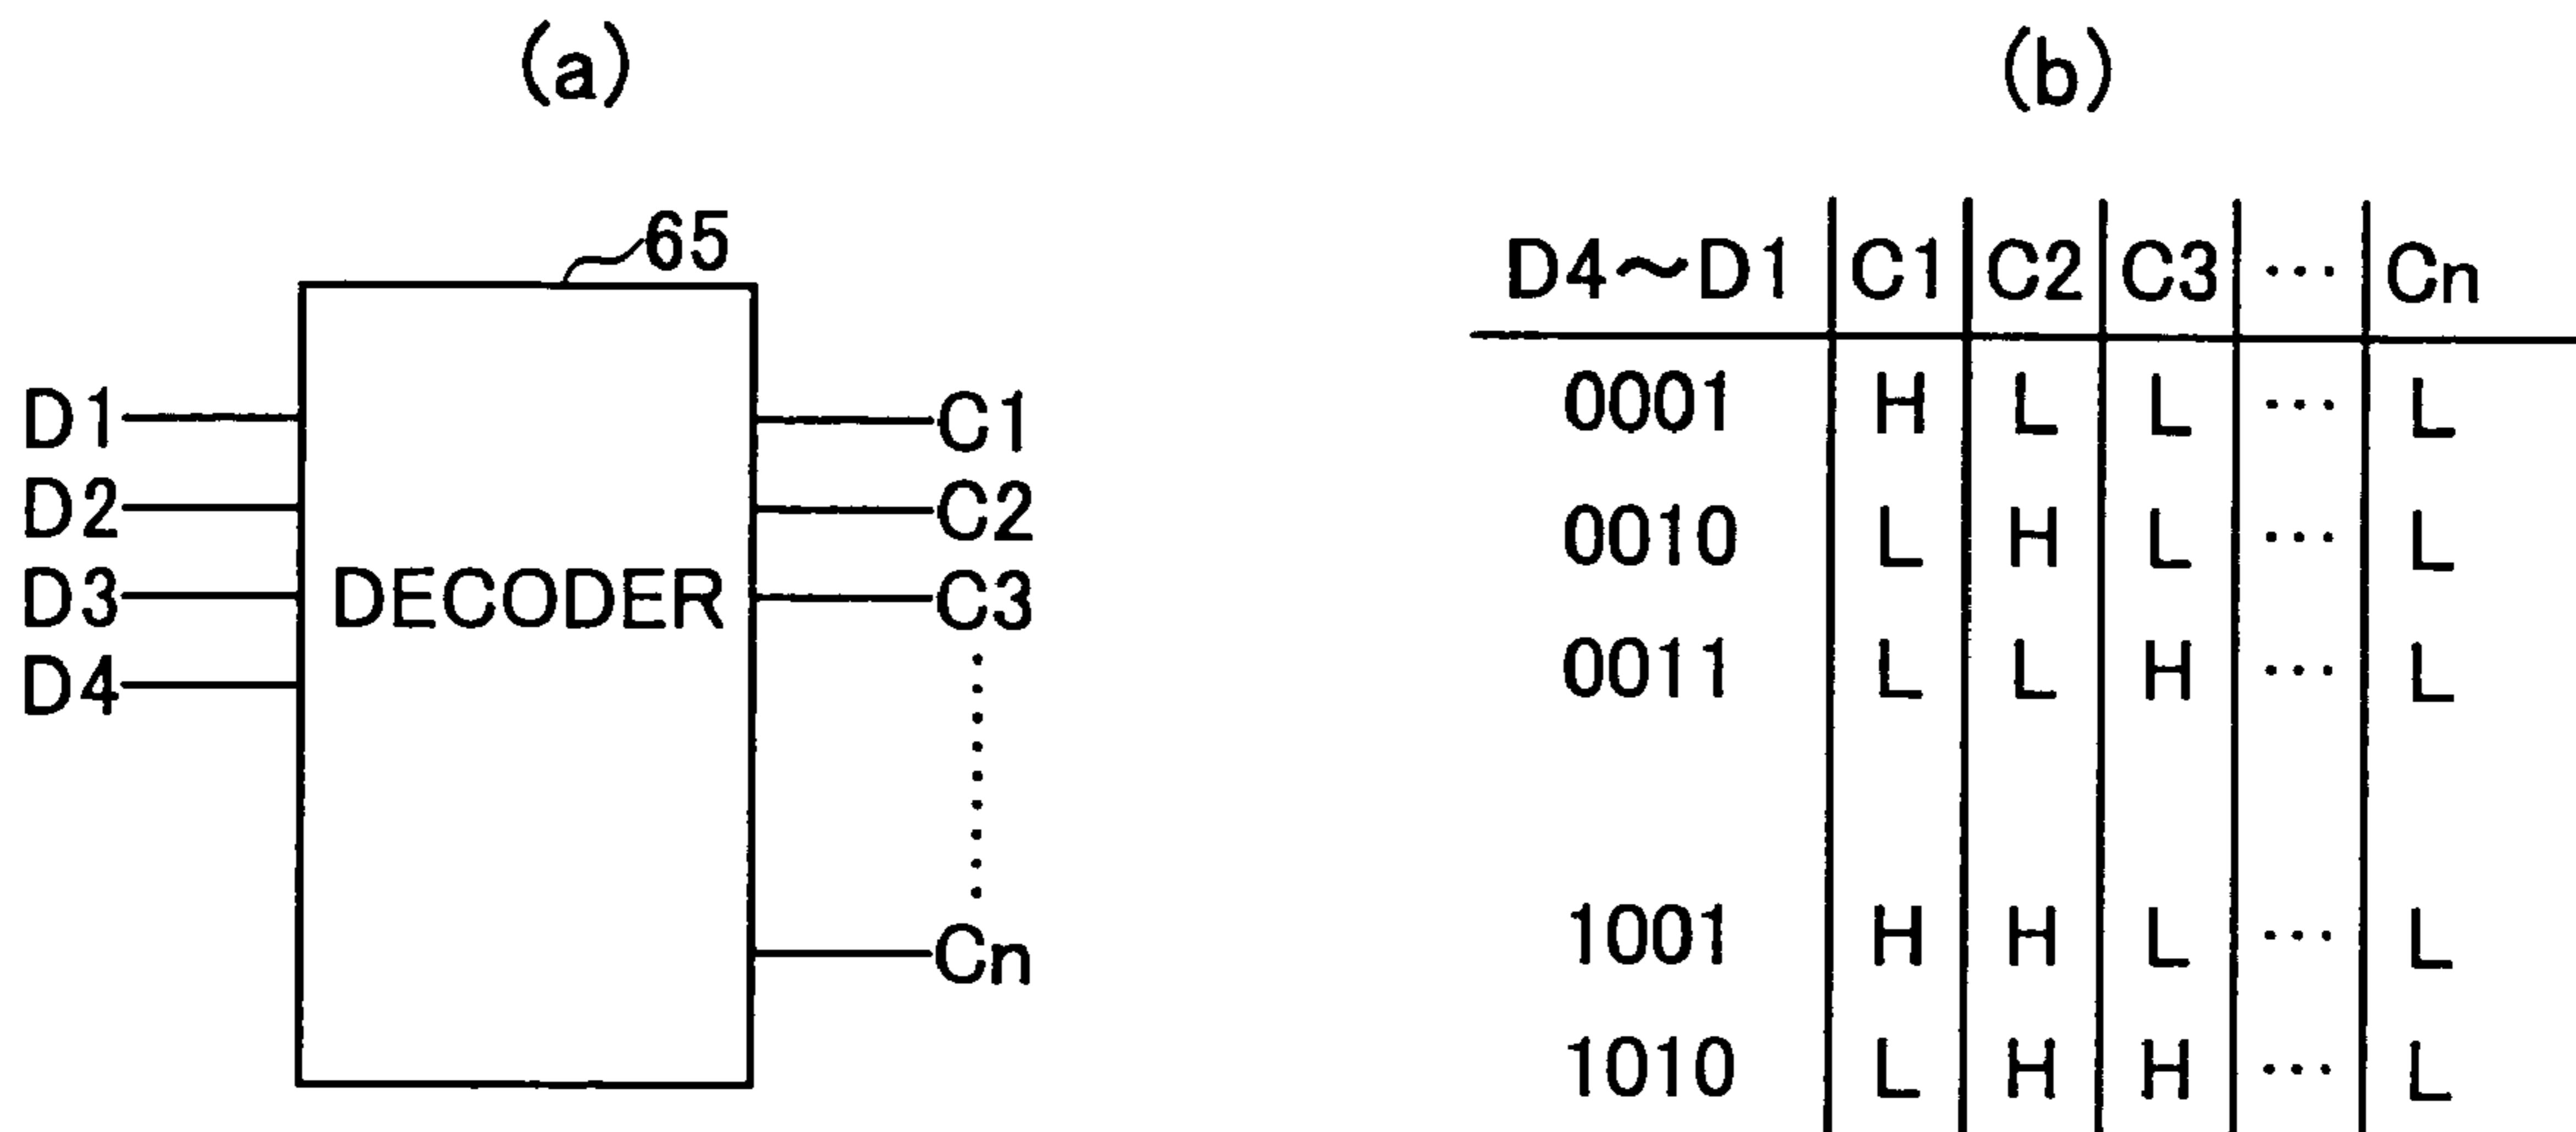 (a)
65
D1
D2
D3
D4
DECODER
C1
C2
C3
Cn
(b)
D4～D1 C1 C2 C3 ... Cn
0001 H L L ... L
0010 L H L ... L
0011 L L H ... L
1001 H H L ... L
1010 L H H ... L